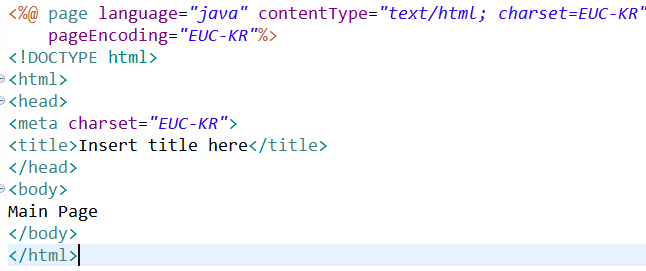 <%@ page language="java" contentType="text/html; charset=EUC-KR"
pageEncoding="EUC-KR"%>
<!DOCTYPE html>
<html>
<head>
<meta charset="EUC-KR">
<title>Insert title here</title>
</head>
<body>
Main Page
</body>
</html>